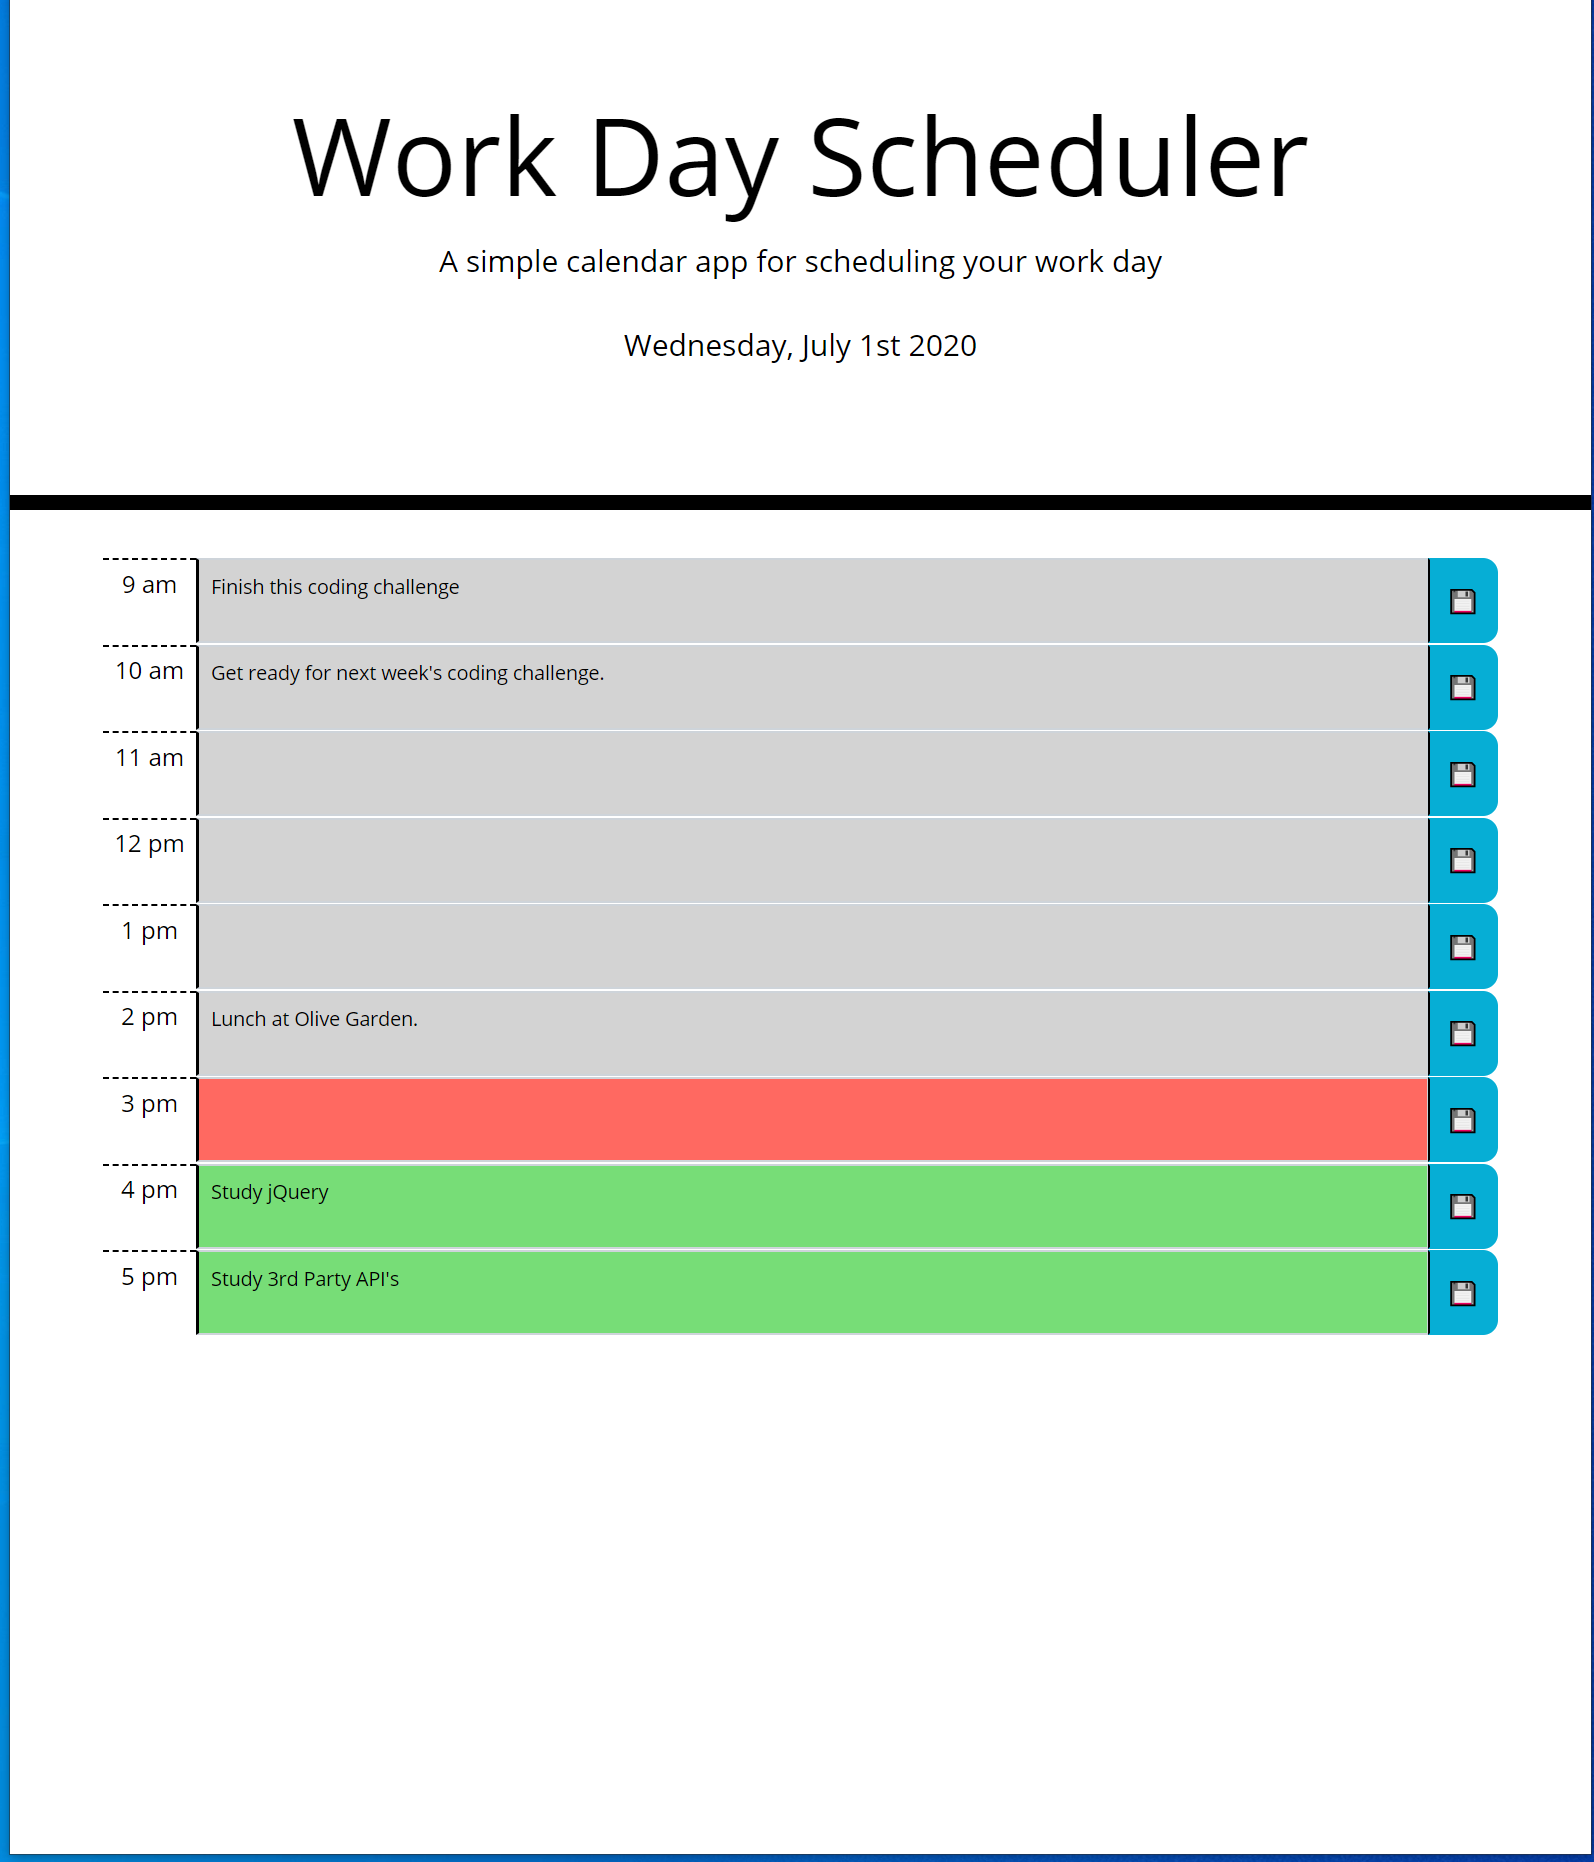 Work Day Scheduler
A simple calendar app for scheduling your work day
Wednesday, July 1st 2020
9 am Finish this coding challenge
10 am Get ready for next week's coding challenge.
11 am
12 pm
1 pm
2 pm Lunch at Olive Garden.
3 pm
4 pm Study jQuery
5 pm Study 3rd Party API's